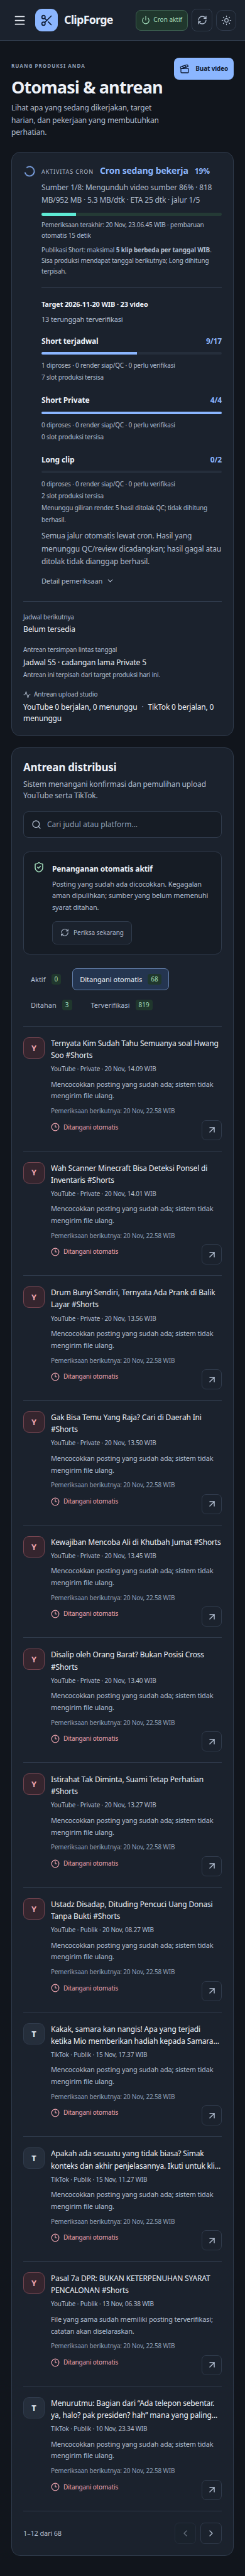 ClipForge
Cron aktif
RUANG PRODUKSI ANDA
Otomasi & antrean
Lihat apa yang sedang dikerjakan, target
harian, dan pekerjaan yang membutuhkan
perhatian.
Buat video
AKTIVITAS CRON Cron sedang bekerja 19%
Sumber 1/8: Mengunduh video sumber 86% · 818
MB/952 MB · 5.3 MB/dtk · ETA 25 dtk · jalur 1/5
Pemeriksaan terakhir: 20 Nov, 23.06.45 WIB · pembaruan
otomatis 15 detik
Publikasi Short: maksimal 5 klip berbeda per tanggal WIB.
Sisa produksi mendapat tanggal berikutnya; Long dihitung
terpisah.
Target 2026-11-20 WIB · 23 video
13 terunggah terverifikasi
Short terjadwal 9/17
1 diproses · 0 render siap/QC · 0 perlu verifikasi
7 slot produksi tersisa
Short Private 4/4
0 diproses · 0 render siap/QC · 0 perlu verifikasi
0 slot produksi tersisa
Long clip 0/2
0 diproses · 0 render siap/QC · 0 perlu verifikasi
2 slot produksi tersisa
Menunggu giliran render. 5 hasil ditolak QC; tidak dihitung
berhasil.
Semua jalur otomatis lewat cron. Hasil yang
menunggu QC/review dicadangkan; hasil gagal atau
ditolak tidak dianggap berhasil.
Detail pemeriksaan
Jadwal berikutnya
Belum tersedia
Antrean tersimpan lintas tanggal
Jadwal 55 · cadangan lama Private 5
Antrean ini terpisah dari target produksi hari ini.
Antrean upload studio
YouTube 0 berjalan, 0 menunggu · TikTok 0 berjalan, 0
menunggu
Antrean distribusi
Sistem menangani konfirmasi dan pemulihan upload
YouTube serta TikTok.
Cari judul atau platform...
Penanganan otomatis aktif
Posting yang sudah ada dicocokkan. Kegagalan
aman dipulihkan; sumber yang belum memenuhi
syarat ditahan.
Periksa sekarang
Aktif 0
Ditangani otomatis 68
Ditahan 3
Terverifikasi 819
Y
Ternyata Kim Sudah Tahu Semuanya soal Hwang
Soo #Shorts
YouTube · Private · 20 Nov, 14.09 WIB
Mencocokkan posting yang sudah ada; sistem tidak
mengirim file ulang.
Pemeriksaan berikutnya: 20 Nov, 22.58 WIB
Ditangani otomatis
Y
Wah Scanner Minecraft Bisa Deteksi Ponsel di
Inventaris #Shorts
YouTube · Private · 20 Nov, 14.01 WIB
Mencocokkan posting yang sudah ada; sistem tidak
mengirim file ulang.
Pemeriksaan berikutnya: 20 Nov, 22.58 WIB
Ditangani otomatis
Y
Drum Bunyi Sendiri, Ternyata Ada Prank di Balik
Layar #Shorts
YouTube · Private · 20 Nov, 13.56 WIB
Mencocokkan posting yang sudah ada; sistem tidak
mengirim file ulang.
Pemeriksaan berikutnya: 20 Nov, 22.58 WIB
Ditangani otomatis
Y
Gak Bisa Temu Yang Raja? Cari di Daerah Ini
#Shorts
YouTube · Private · 20 Nov, 13.50 WIB
Mencocokkan posting yang sudah ada; sistem tidak
mengirim file ulang.
Pemeriksaan berikutnya: 20 Nov, 22.58 WIB
Ditangani otomatis
Y
Kewajiban Mencoba Ali di Khutbah Jumat #Shorts
YouTube · Private · 20 Nov, 13.45 WIB
Mencocokkan posting yang sudah ada; sistem tidak
mengirim file ulang.
Pemeriksaan berikutnya: 20 Nov, 22.58 WIB
Ditangani otomatis
Y
Disalip oleh Orang Barat? Bukan Posisi Cross
#Shorts
YouTube · Private · 20 Nov, 13.40 WIB
Mencocokkan posting yang sudah ada; sistem tidak
mengirim file ulang.
Pemeriksaan berikutnya: 20 Nov, 22.58 WIB
Ditangani otomatis
Y
Istirahat Tak Diminta, Suami Tetap Perhatian
#Shorts
YouTube · Private · 20 Nov, 13.27 WIB
Mencocokkan posting yang sudah ada; sistem tidak
mengirim file ulang.
Pemeriksaan berikutnya: 20 Nov, 22.58 WIB
Ditangani otomatis
Y
Ustadz Disadap, Dituding Pencuci Uang Donasi
Tanpa Bukti #Shorts
YouTube · Publik · 20 Nov, 08.27 WIB
Mencocokkan posting yang sudah ada; sistem tidak
mengirim file ulang.
Pemeriksaan berikutnya: 20 Nov, 22.58 WIB
Ditangani otomatis
T
Kakak, samara kan nangis! Apa yang terjadi
ketika Mio memberikan hadiah kepada Samara...
TikTok · Publik · 15 Nov, 17.37 WIB
Mencocokkan posting yang sudah ada; sistem tidak
mengirim file ulang.
Pemeriksaan berikutnya: 20 Nov, 22.58 WIB
Ditangani otomatis
T
Apakah ada sesuatu yang tidak biasa? Simak
konteks dan akhir penjelasannya. Ikuti untuk kli...
TikTok · Publik · 15 Nov, 11.27 WIB
Mencocokkan posting yang sudah ada; sistem tidak
mengirim file ulang.
Pemeriksaan berikutnya: 20 Nov, 22.58 WIB
Ditangani otomatis
Y
Pasal 7a DPR: BUKAN KETERPENUHAN SYARAT
PENCALONAN #Shorts
YouTube · Publik · 13 Nov, 06.38 WIB
File yang sama sudah memiliki posting terverifikasi;
catatan akan diselaraskan.
Pemeriksaan berikutnya: 20 Nov, 22.58 WIB
Ditangani otomatis
T
Menurutmu: Bagian dari “Ada telepon sebentar.
ya, halo? pak presiden? hah” mana yang paling...
TikTok · Publik · 10 Nov, 23.34 WIB
Mencocokkan posting yang sudah ada; sistem tidak
mengirim file ulang.
Pemeriksaan berikutnya: 20 Nov, 22.58 WIB
Ditangani otomatis
1–12 dari 68